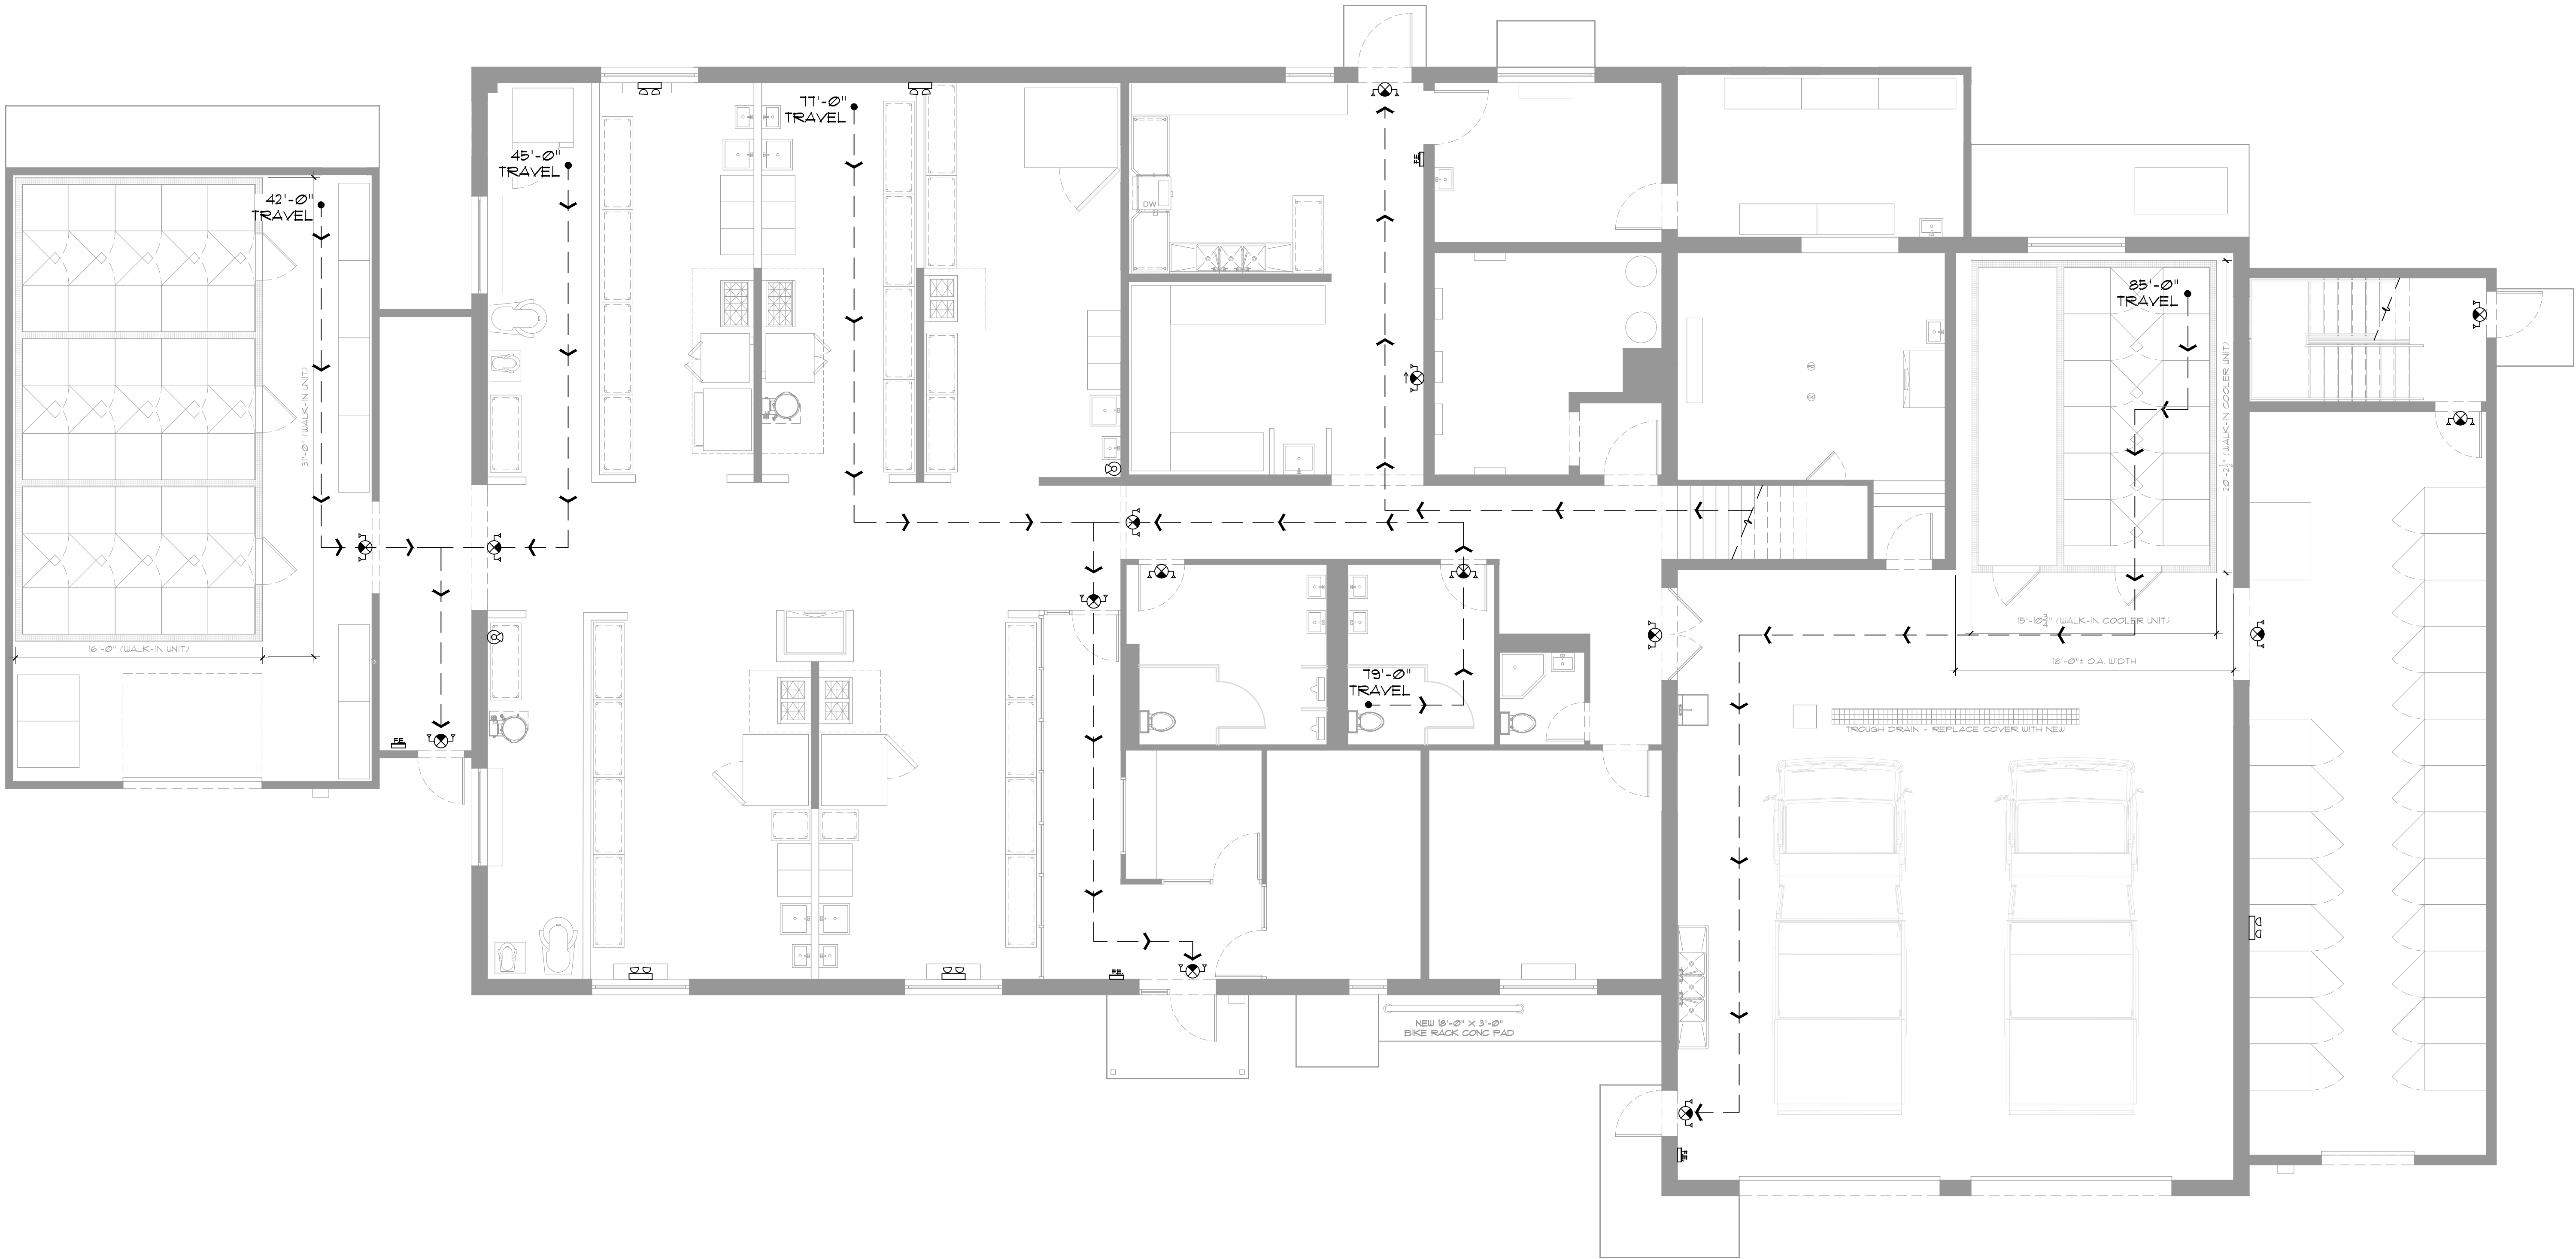 77'-0"
TRAVEL
45'-0"
TRAVEL
42'-0"
TRAVEL
FE
DW
85'-0"
TRAVEL
31'-0" (WALK-IN UNIT)
20'-2½" (WALK-IN COOLER UNIT)
15'-10¾" (WALK-IN COOLER UNIT)
16'-0" (WALK-IN UNIT)
18'-0"± O.A. WIDTH
79'-0"
TRAVEL
TROUGH DRAIN - REPLACE COVER WITH NEW
FE
FE
NEW 18'-0" X 3'-0"
BIKE RACK CONC PAD
FE